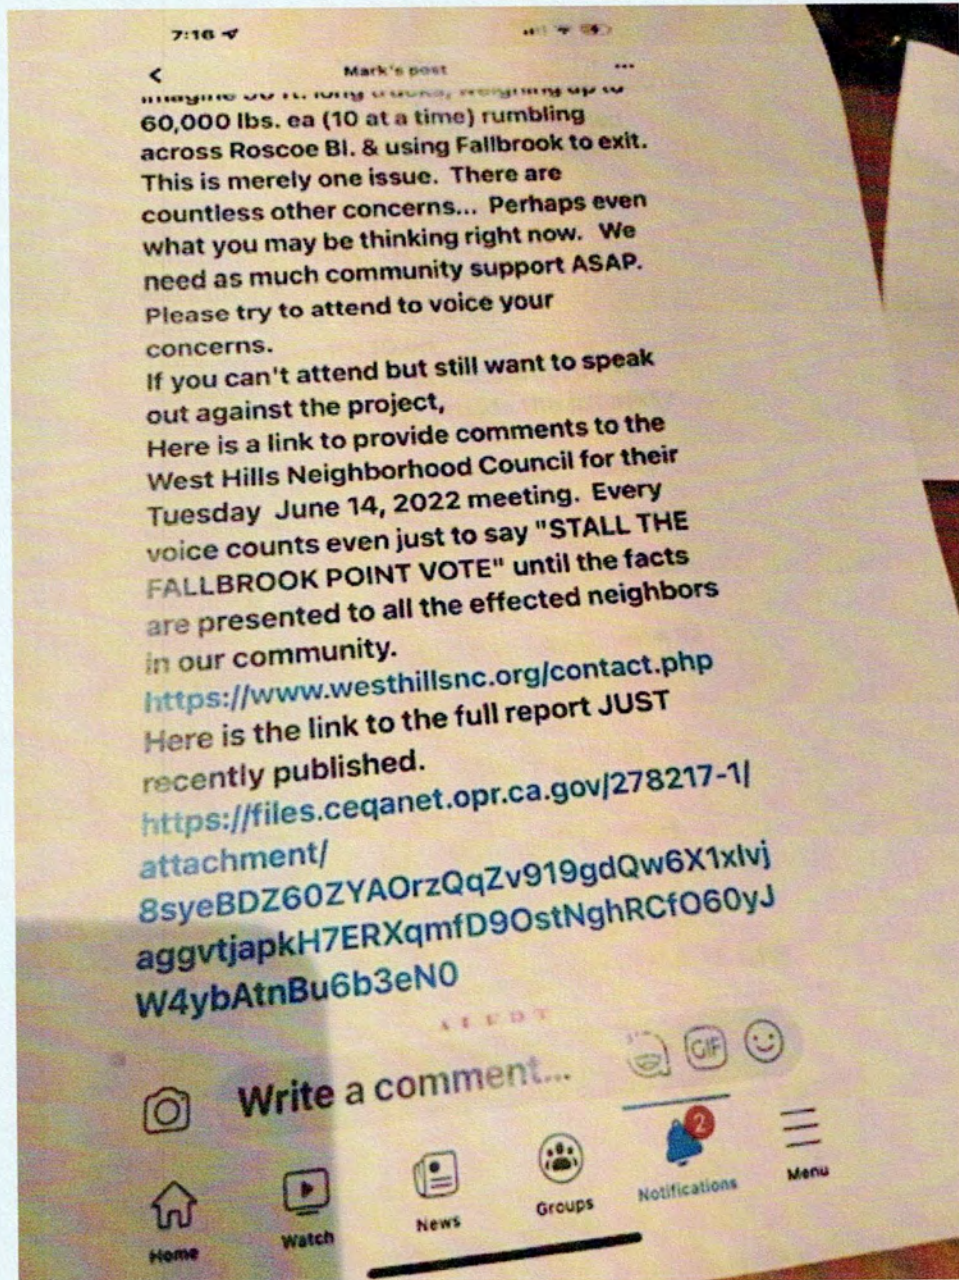 7:16
Mark's post
60,000 lbs. ea (10 at a time) rumbling
across Roscoe Bl. & using Fallbrook to exit.
This is merely one issue.  There are
countless other concerns...  Perhaps even
what you may be thinking right now.   We
need as much community support ASAP.
Please try to attend to voice your
concerns.
If you can't attend but still want to speak
out against the project,
Here is a link to provide comments to the
West Hills Neighborhood Council for their
Tuesday  June 14, 2022 meeting.  Every
voice counts even just to say "STALL THE
FALLBROOK POINT VOTE" until the facts
are presented to all the effected neighbors
in our community.
https://www.westhillsnc.org/contact.php
Here is the link to the full report JUST
recently published.
https://files.ceqanet.opr.ca.gov/278217-1/
attachment/
8syeBDZ60ZYAOrzQqZv919gdQw6X1xlvj
aggvtjapkH7ERXqmfD9OstNghRCfO60yJ
W4ybAtnBu6b3eN0
Write a comment...
GIF
2
Home
Watch
News
Groups
Notifications
Menu